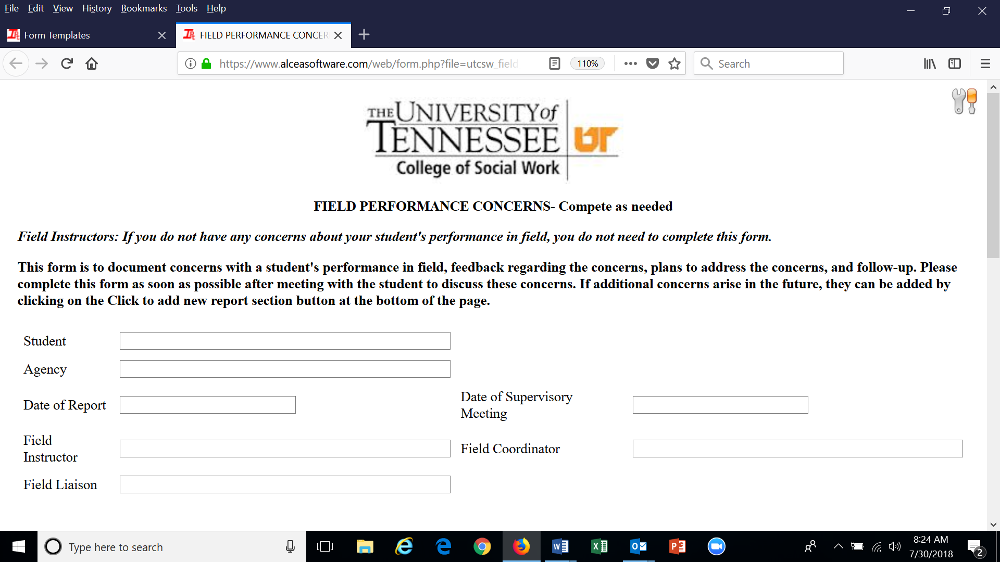 File Edit View History Bookmarks Tools Help
Form Templates
FIELD PERFORMANCE CONCER
https://www.alceasoftware.com/web/form.php?file=utcsw_field
110%
Search
THE UNIVERSITY of
TENNESSEE
UT
College of Social Work
FIELD PERFORMANCE CONCERNS- Compete as needed
Field Instructors: If you do not have any concerns about your student's performance in field, you do not need to complete this form.
This form is to document concerns with a student's performance in field, feedback regarding the concerns, plans to address the concerns, and follow-up. Please
complete this form as soon as possible after meeting with the student to discuss these concerns. If additional concerns arise in the future, they can be added by
clicking on the Click to add new report section button at the bottom of the page.
Student
Agency
Date of Report
Date of Supervisory
Meeting
Field
Instructor
Field Coordinator
Field Liaison
Type here to search
8:24 AM
7/30/2018
2